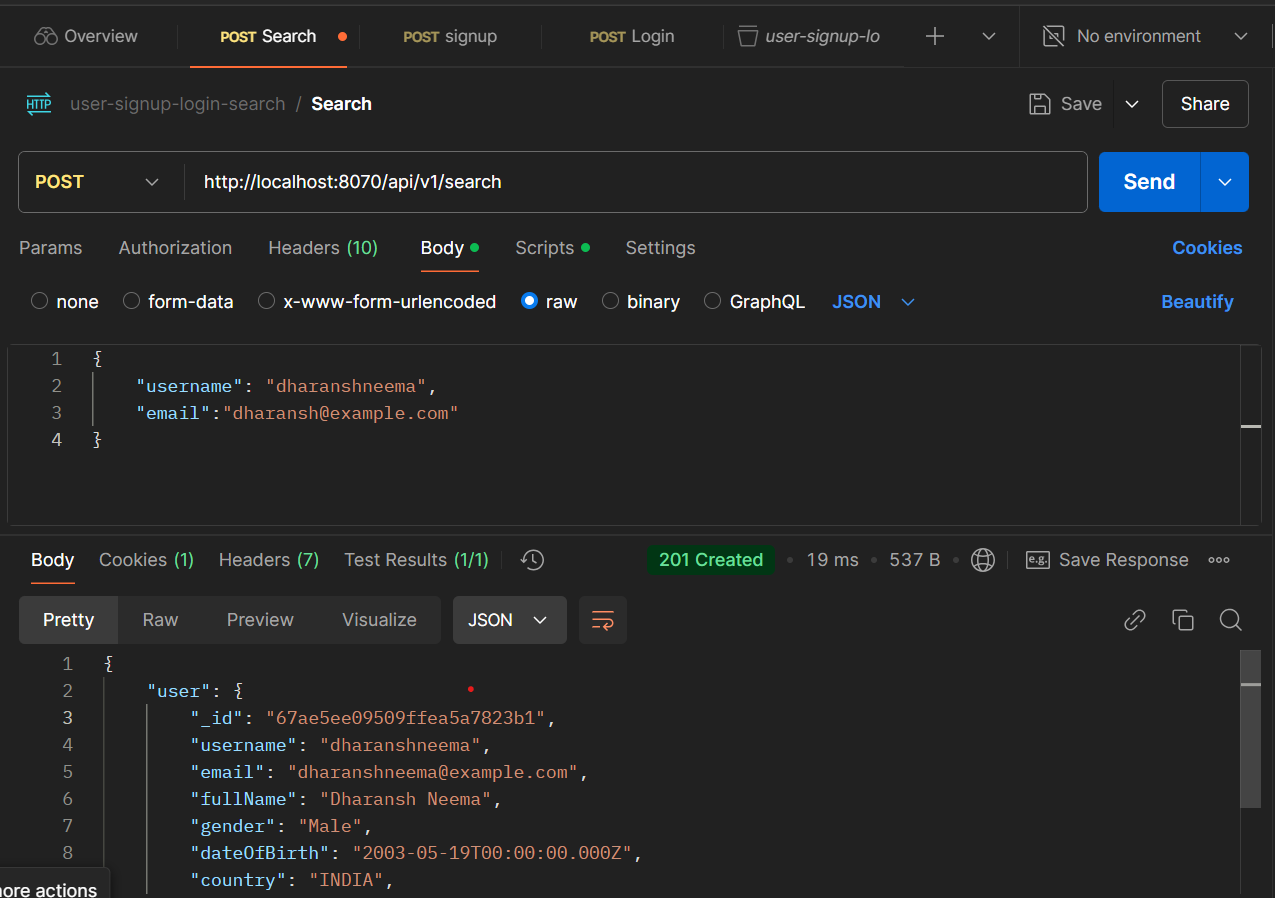 Overview POST Search POST signup POST Login user-signup-lo No environment
HTTP user-signup-login-search / Search Save Share
POST http://localhost:8070/api/v1/search Send
Params Authorization Headers (10) Body Scripts Settings Cookies
none form-data x-www-form-urlencoded raw binary GraphQL JSON Beautify
1 {
2 "username": "dharanshneema",
3 "email":"dharansh@example.com"
4 }
Body Cookies (1) Headers (7) Test Results (1/1) 201 Created 19 ms 537 B e.g. Save Response
Pretty Raw Preview Visualize JSON
1 {
2 "user": {
3 "_id": "67ae5ee09509ffea5a7823b1",
4 "username": "dharanshneema",
5 "email": "dharanshneema@example.com",
6 "fullName": "Dharansh Neema",
7 "gender": "Male",
8 "dateOfBirth": "2003-05-19T00:00:00.000Z",
"country": "INDIA",
ore actions